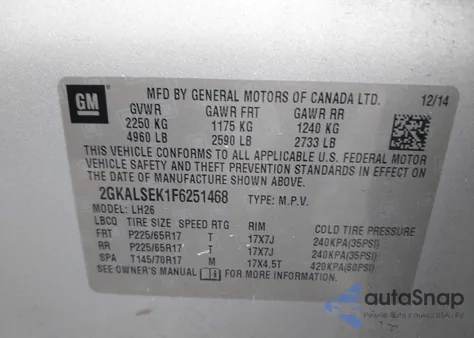 GM
MFD BY GENERAL MOTORS OF CANADA LTD. 12/14
GVWR GAWR FRT GAWR RR
2250 KG 1175 KG 1240 KG
4960 LB 2590 LB 2733 LB
THIS VEHICLE CONFORMS TO ALL APPLICABLE U.S. FEDERAL MOTOR
VEHICLE SAFETY AND THEFT PREVENTION STANDARDS IN EFFECT ON
THE DATE OF MANUFACTURE SHOWN ABOVE.
2GKALSEK1F6251468 TYPE: M.P.V.
MODEL: LH26
LBCQ TIRE SIZE SPEED RTG RIM COLD TIRE PRESSURE
FRT P225/65R17 T 17X7J 240KPA(35PSI)
RR P225/65R17 T 17X7J 240KPA(35PSI)
SPA T145/70R17 M 17X4.5T 420KPA(60PSI)
SEE OWNER'S MANUAL FOR MORE INFORMATION.
autoSnap